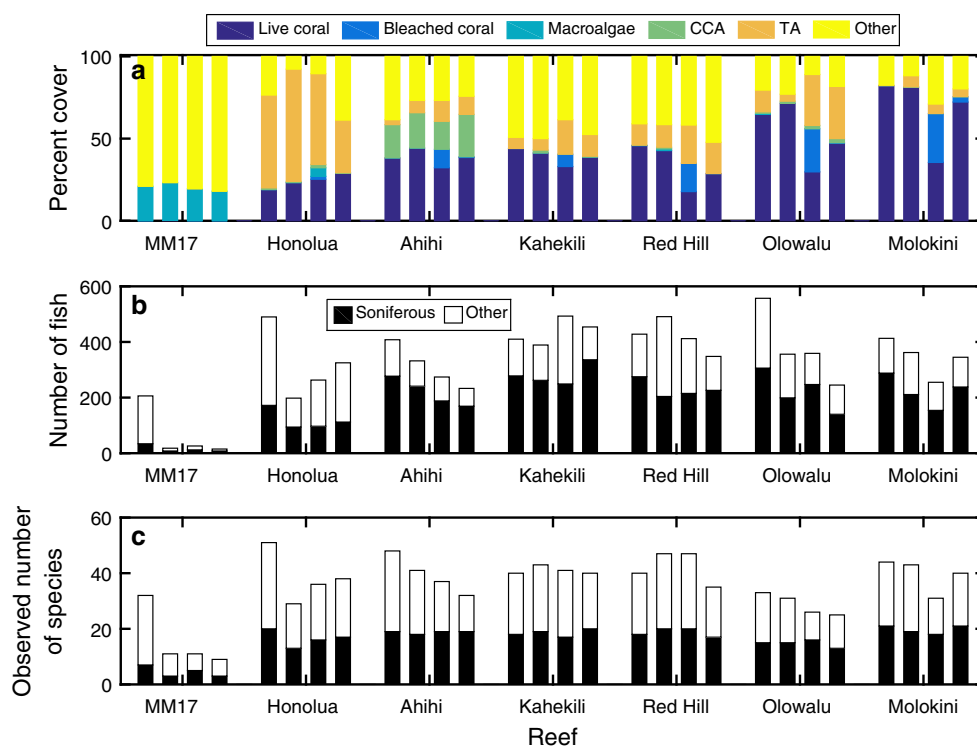 Live coral Bleached coral Macroalgae CCA TA Other
a
Percent cover
100
50
0
MM17 Honolua Ahihi Kahekili Red Hill Olowalu Molokini
b
Soniferous Other
Number of fish
600
400
200
0
MM17 Honolua Ahihi Kahekili Red Hill Olowalu Molokini
c
Observed number
of species
60
40
20
0
MM17 Honolua Ahihi Kahekili Red Hill Olowalu Molokini
Reef